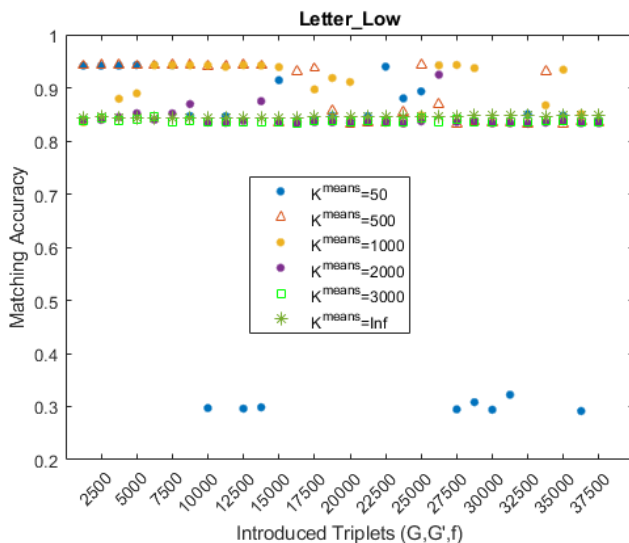 Letter_Low
Matching Accuracy
1
0.9
0.8
0.7
0.6
0.5
0.4
0.3
0.2
K^means=50
K^means=500
K^means=1000
K^means=2000
K^means=3000
K^means=Inf
2500 5000 7500 10000 12500 15000 17500 20000 22500 25000 27500 30000 32500 35000 37500
Introduced Triplets (G,G',f)